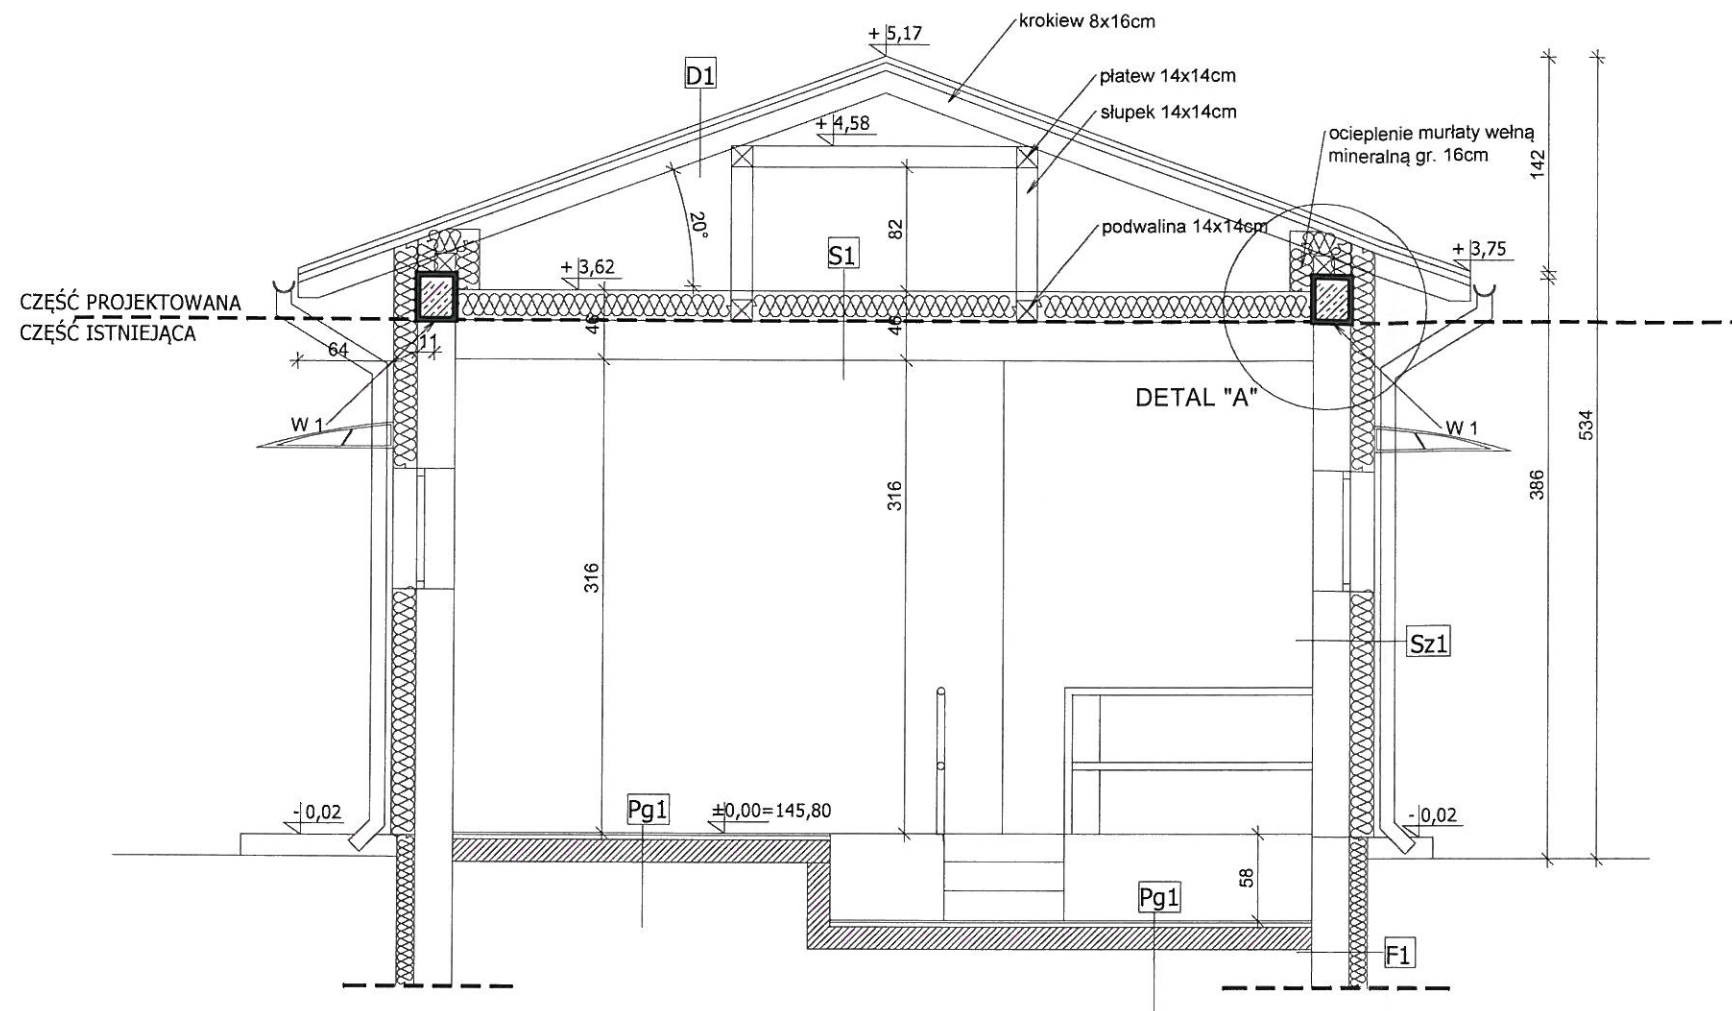 krokiew 8x16cm
+ 5,17
D1
płatew 14x14cm
słupek 14x14cm
+ 4,58
ocieplenie murłaty wełną
mineralną gr. 16cm
142
20°
82
podwalina 14x14cm
S1
+ 3,75
+ 3,62
CZĘŚĆ PROJEKTOWANA
CZĘŚĆ ISTNIEJĄCA
46
46
64
11
DETAL "A"
W 1
W 1
534
386
316
316
Sz1
- 0,02
Pg1
±0,00=145,80
- 0,02
58
Pg1
F1